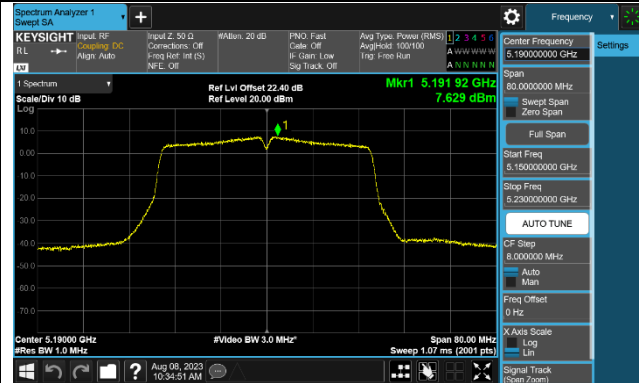 Spectrum Analyzer 1
Swept SA
Frequency
KEYSIGHT
RL
LXI
Input: RF
Coupling: DC
Align: Auto
Input Z: 50 Ω
Corrections: Off
Freq Ref: Int (S)
NFE: Off
#Atten: 20 dB
PNO: Fast
Gate: Off
IF Gain: Low
Sig Track: Off
Avg Type: Power (RMS)
Avg|Hold: 100/100
Trig: Free Run
1 2 3 4 5 6
A W W W W W
A N N N N N
1 Spectrum
Scale/Div 10 dB
Ref Lvl Offset 22.40 dB
Ref Level 20.00 dBm
Mkr1 5.191 92 GHz
7.629 dBm
Log
1
10.0
0.00
-10.0
-20.0
-30.0
-40.0
-50.0
-60.0
-70.0
Center 5.19000 GHz
#Res BW 1.0 MHz
#Video BW 3.0 MHz*
Span 80.00 MHz
Sweep 1.07 ms (2001 pts)
?
Aug 08, 2023
10:34:51 AM
Center Frequency
5.190000000 GHz
Settings
Span
80.0000000 MHz
Swept Span
Zero Span
Full Span
Start Freq
5.150000000 GHz
Stop Freq
5.230000000 GHz
AUTO TUNE
CF Step
8.000000 MHz
Auto
Man
Freq Offset
0 Hz
X Axis Scale
Log
Lin
Signal Track
(Span Zoom)